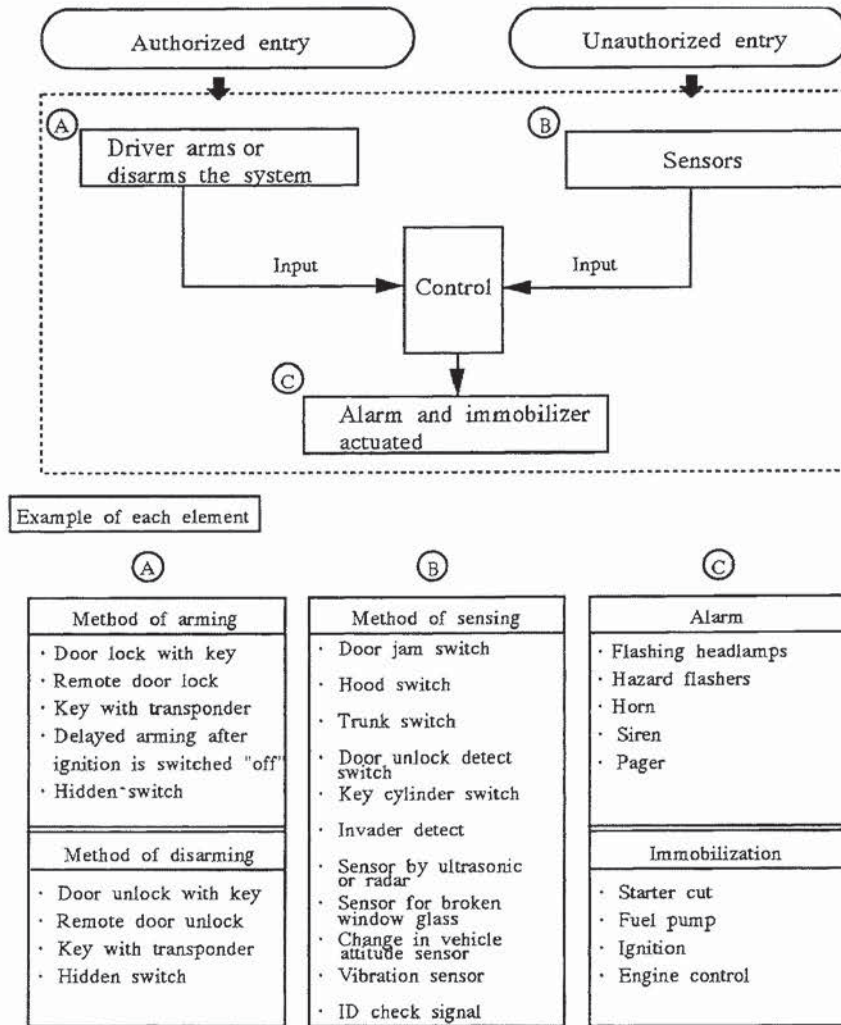 Authorized entry
Unauthorized entry
A
Driver arms or
disarms the system
B
Sensors
Input
Control
Input
C
Alarm and immobilizer
actuated
Example of each element
A
Method of arming
· Door lock with key
· Remote door lock
· Key with transponder
· Delayed arming after
ignition is switched "off"
· Hidden switch
Method of disarming
· Door unlock with key
· Remote door unlock
· Key with transponder
· Hidden switch
B
Method of sensing
· Door jam switch
· Hood switch
· Trunk switch
· Door unlock detect
switch
· Key cylinder switch
· Invader detect
· Sensor by ultrasonic
or radar
· Sensor for broken
window glass
· Change in vehicle
attitude sensor
· Vibration sensor
· ID check signal
C
Alarm
· Flashing headlamps
· Hazard flashers
· Horn
· Siren
· Pager
Immobilization
· Starter cut
· Fuel pump
· Ignition
· Engine control